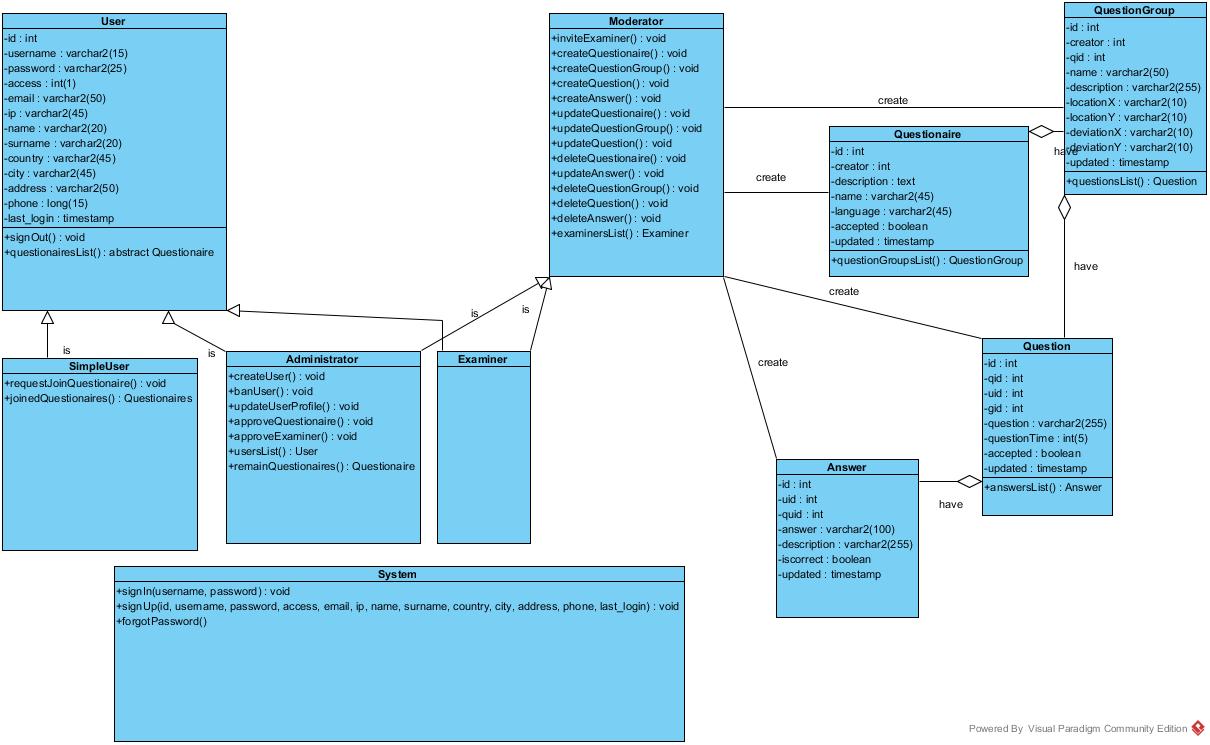 User
-id : int
-username : varchar2(15)
-password : varchar2(25)
-access : int(1)
-email : varchar2(50)
-ip : varchar2(45)
-name : varchar2(20)
-surname : varchar2(20)
-country : varchar2(45)
-city : varchar2(45)
-address : varchar2(50)
-phone : long(15)
-last_login : timestamp
+signOut() : void
+questionairesList() : abstract Questionaire
Moderator
+inviteExaminer() : void
+createQuestionaire() : void
+createQuestionGroup() : void
+createQuestion() : void
+createAnswer() : void
+updateQuestionaire() : void
+updateQuestionGroup() : void
+updateQuestion() : void
+deleteQuestionaire() : void
+updateAnswer() : void
+deleteQuestionGroup() : void
+deleteQuestion() : void
+deleteAnswer() : void
+examinersList() : Examiner
QuestionGroup
-id : int
-creator : int
-qid : int
-name : varchar2(50)
-description : varchar2(255)
-locationX : varchar2(10)
-locationY : varchar2(10)
-deviationX : varchar2(10)
-deviationY : varchar2(10)
-updated : timestamp
+questionsList() : Question
create
have
Questionaire
-id : int
-creator : int
-description : text
-name : varchar2(45)
-language : varchar2(45)
-accepted : boolean
-updated : timestamp
+questionGroupsList() : QuestionGroup
create
have
create
create
is
is
is
is
SimpleUser
+requestJoinQuestionaire() : void
+joinedQuestionaires() : Questionaires
Administrator
+createUser() : void
+banUser() : void
+updateUserProfile() : void
+approveQuestionaire() : void
+approveExaminer() : void
+usersList() : User
+remainQuestionaires() : Questionaire
Examiner
Question
-id : int
-qid : int
-uid : int
-gid : int
-question : varchar2(255)
-questionTime : int(5)
-accepted : boolean
-updated : timestamp
+answersList() : Answer
Answer
-id : int
-uid : int
-quid : int
-answer : varchar2(100)
-description : varchar2(255)
-iscorrect : boolean
-updated : timestamp
have
System
+signIn(username, password) : void
+signUp(id, username, password, access, email, ip, name, surname, country, city, address, phone, last_login) : void
+forgotPassword()
Powered By Visual Paradigm Community Edition